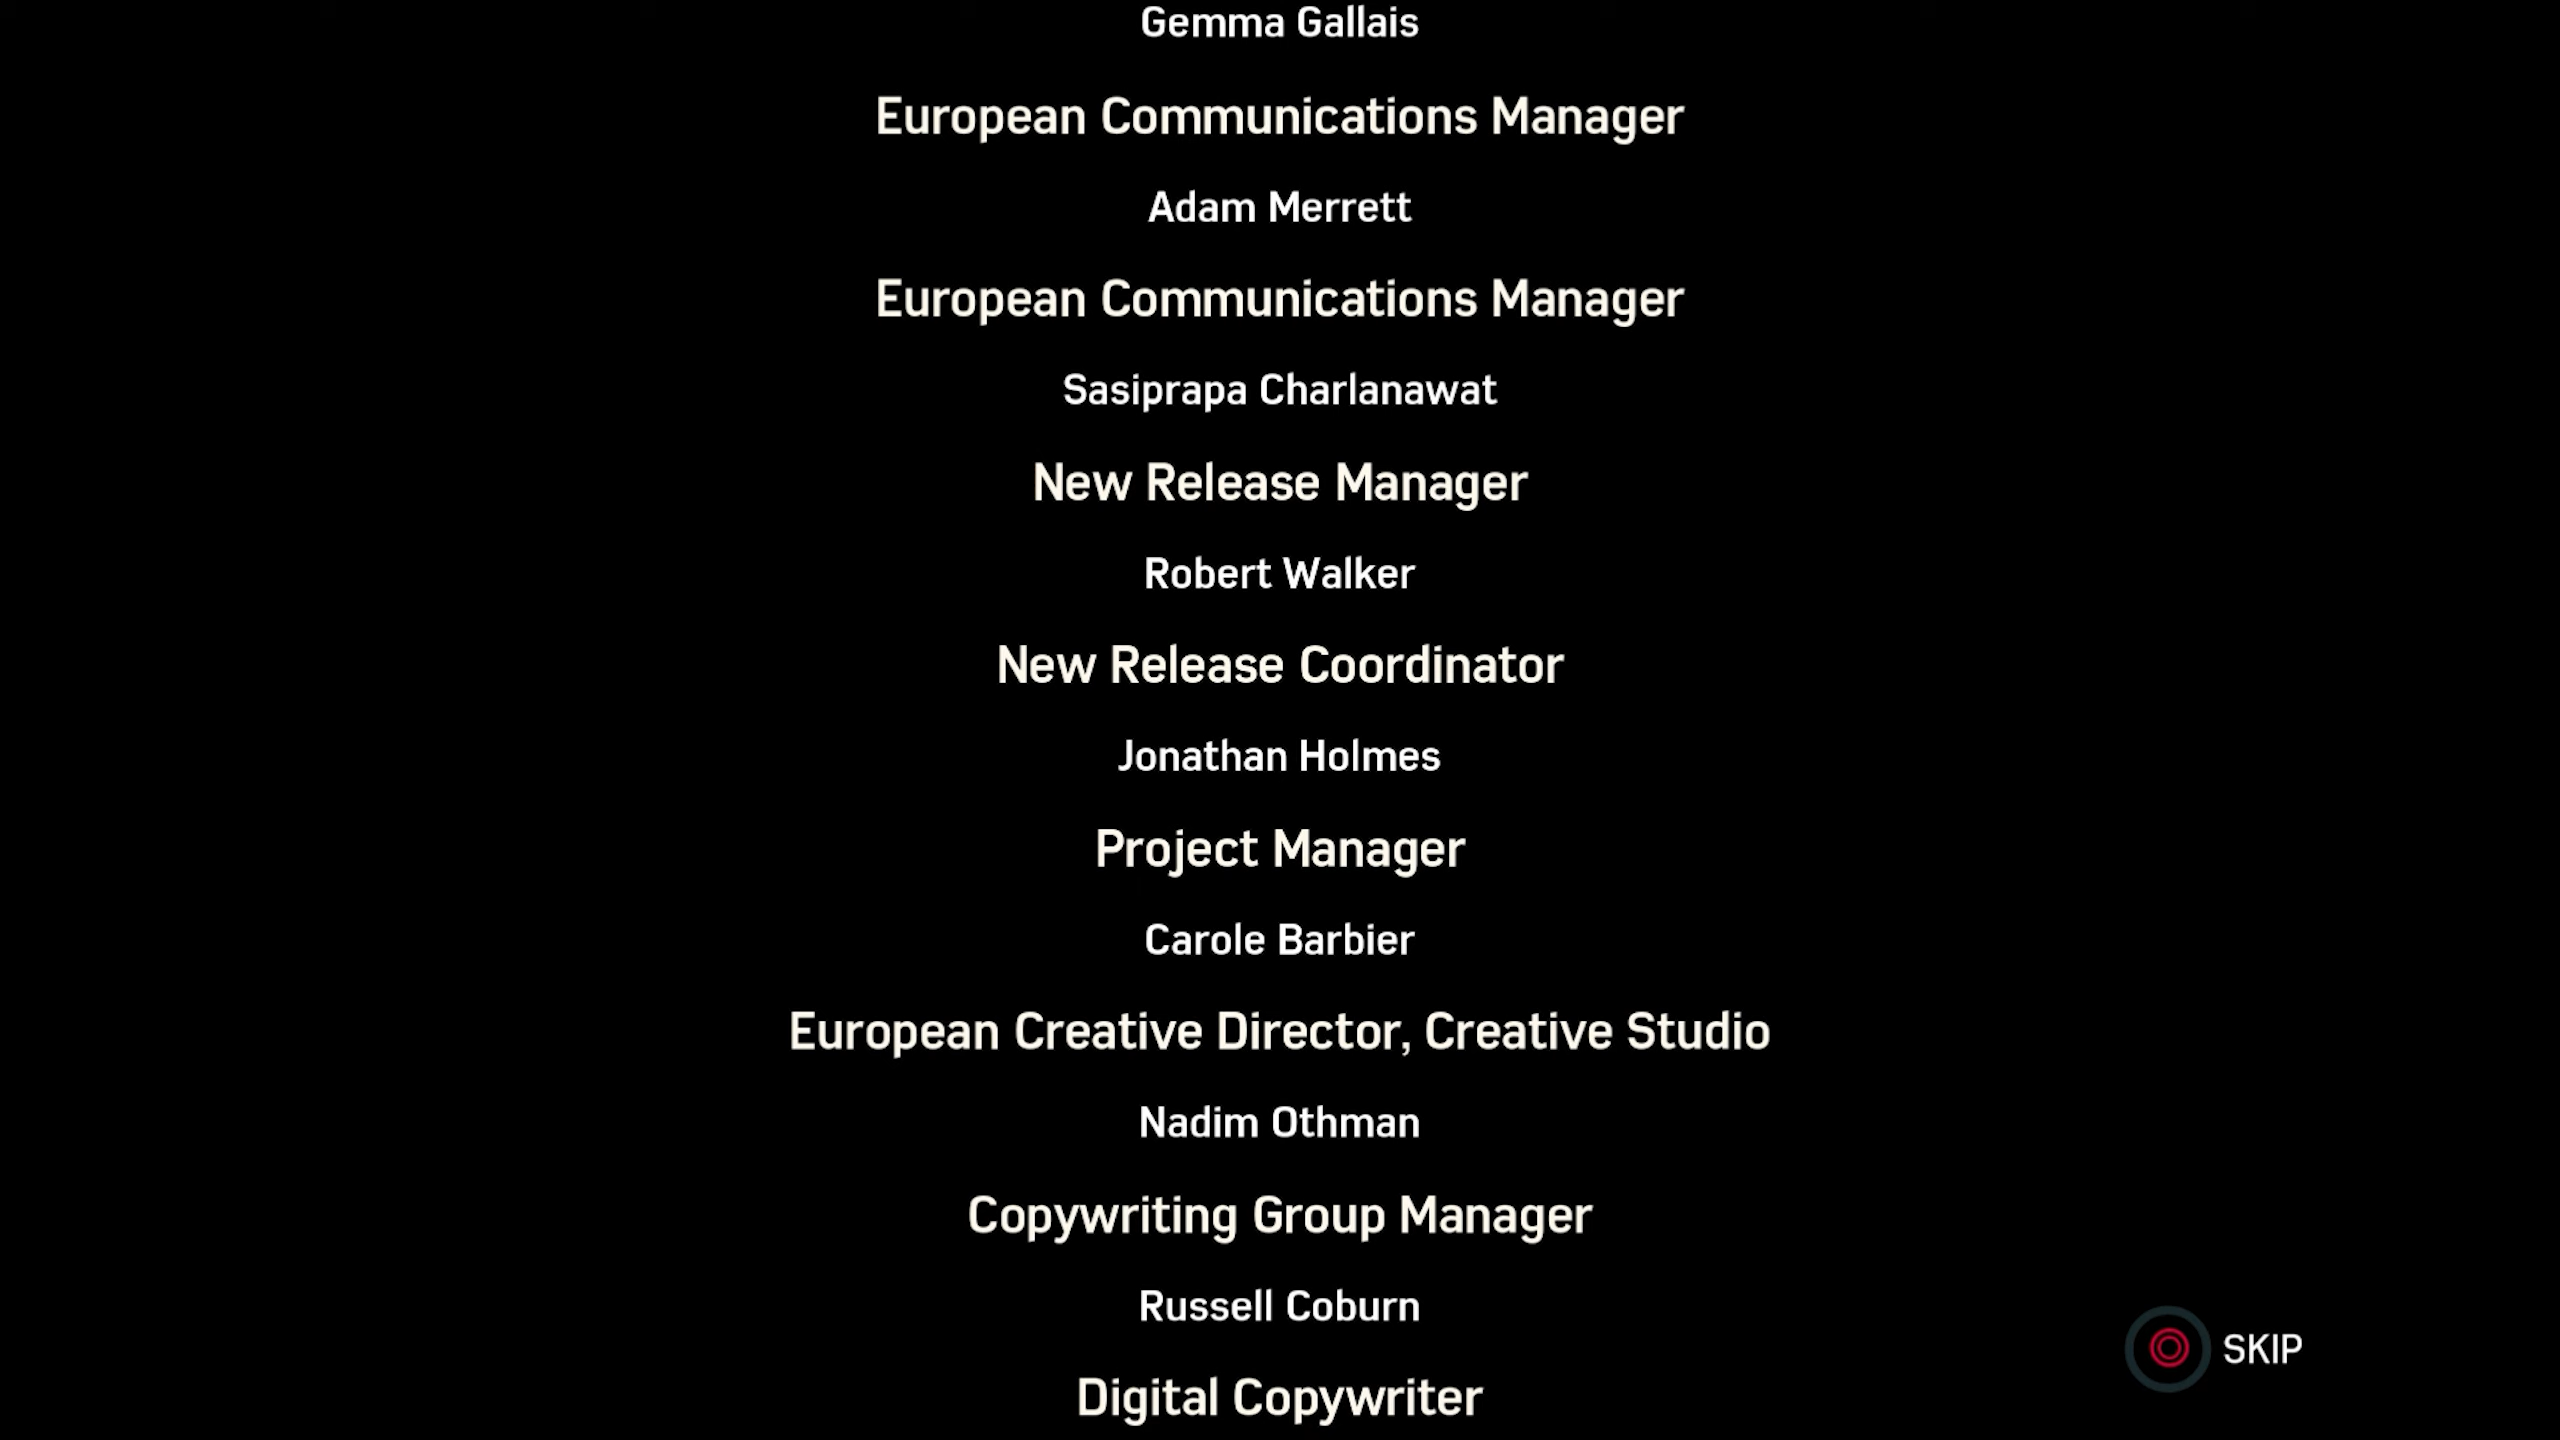 Gemma Gallais
European Communications Manager
Adam Merrett
European Communications Manager
Sasiprapa Charlanawat
New Release Manager
Robert Walker
New Release Coordinator
Jonathan Holmes
Project Manager
Carole Barbier
European Creative Director, Creative Studio
Nadim Othman
Copywriting Group Manager
Russell Coburn
SKIP
Digital Copywriter